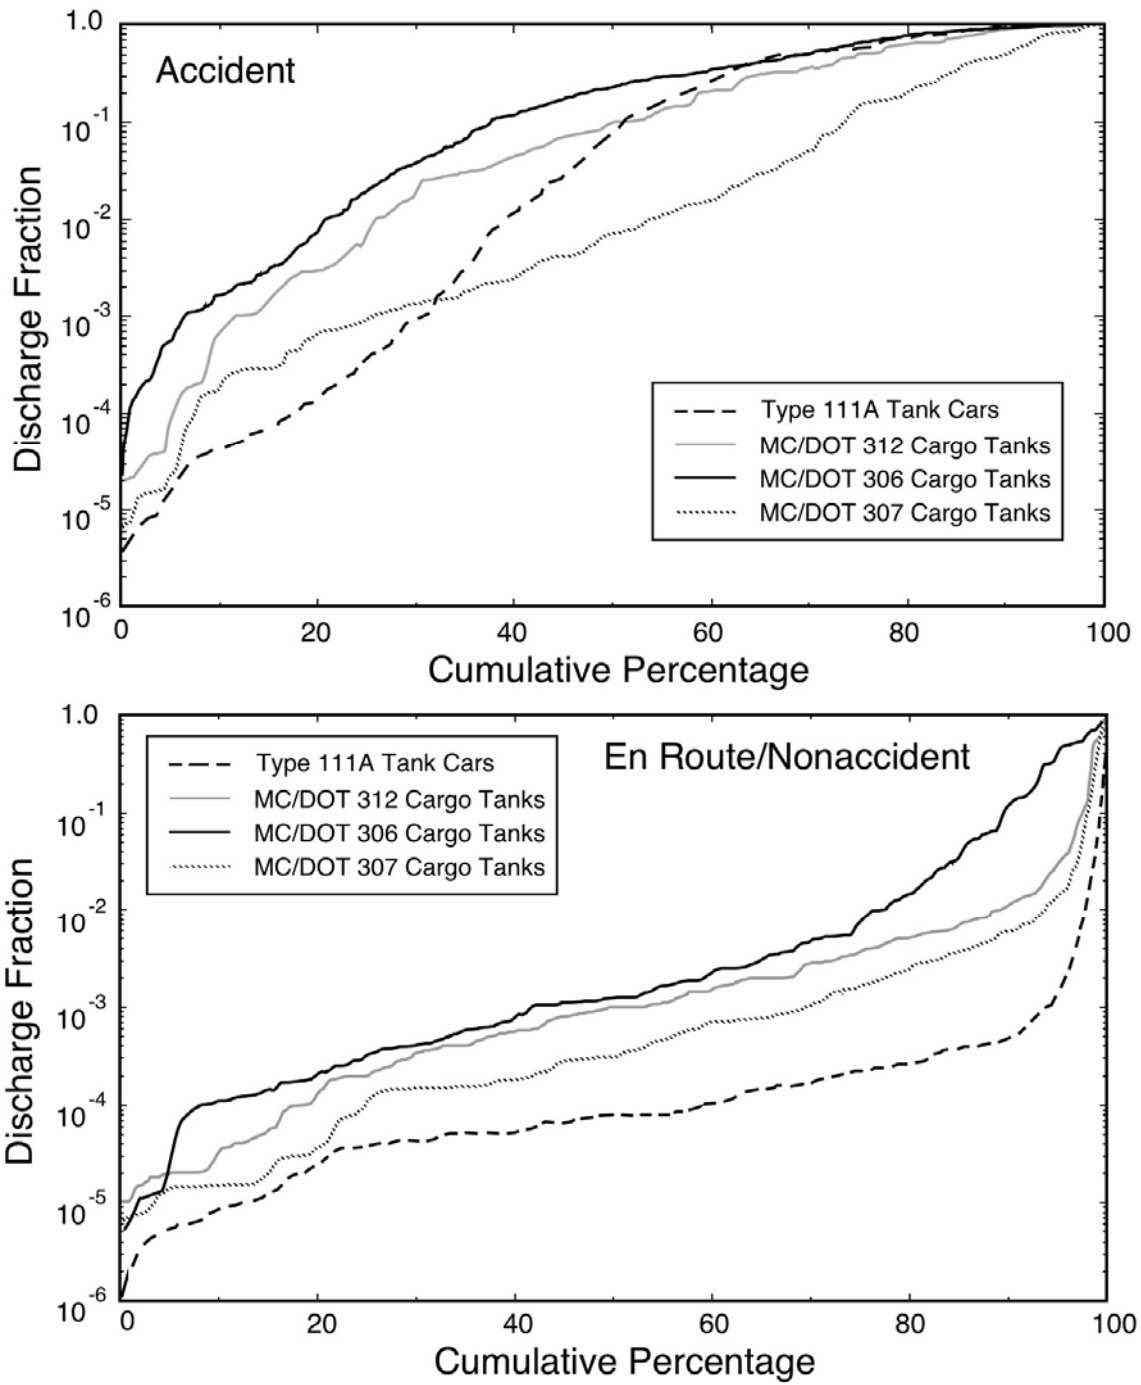 1.0
Accident
10-1
10-2
10-3
10-4
10-5
10-6
Discharge Fraction
Type 111A Tank Cars
MC/DOT 312 Cargo Tanks
MC/DOT 306 Cargo Tanks
MC/DOT 307 Cargo Tanks
0 20 40 60 80 100
Cumulative Percentage
1.0
En Route/Nonaccident
Type 111A Tank Cars
MC/DOT 312 Cargo Tanks
MC/DOT 306 Cargo Tanks
MC/DOT 307 Cargo Tanks
10-1
10-2
10-3
10-4
10-5
10-6
Discharge Fraction
0 20 40 60 80 100
Cumulative Percentage